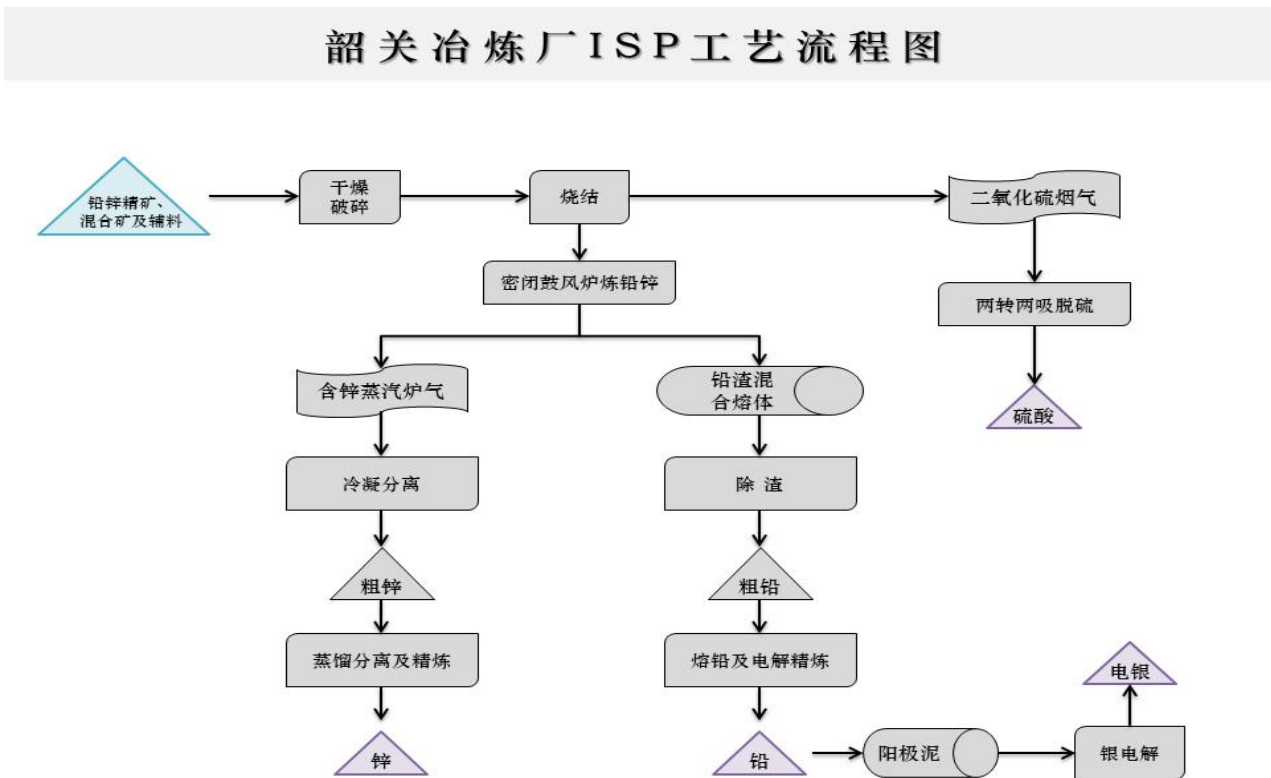 韶关冶炼厂ISP工艺流程图
铅锌精矿、
混合矿及辅料
干燥
破碎
烧结
二氧化硫烟气
密闭鼓风炉炼铅锌
两转两吸脱硫
含锌蒸汽炉气
铅渣混
合熔体
硫酸
冷凝分离
除 渣
粗锌
粗铅
蒸馏分离及精炼
熔铅及电解精炼
电银
锌
铅
阳极泥
银电解